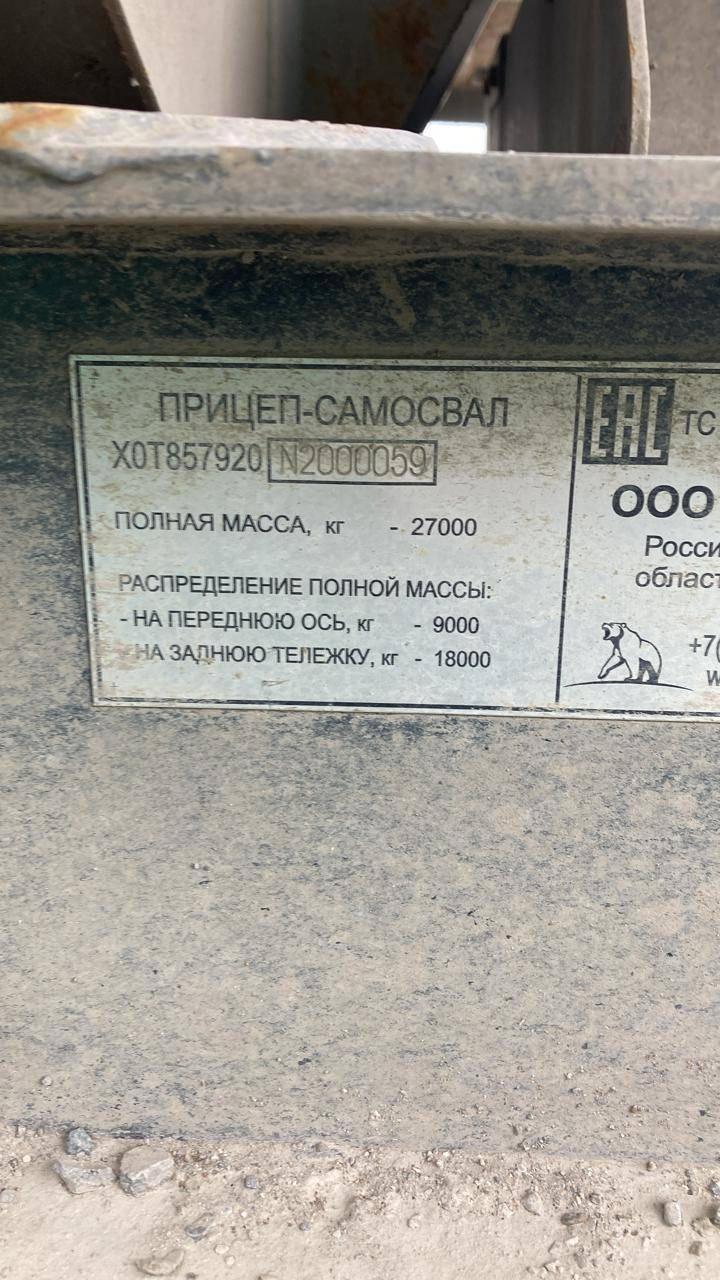 ПРИЦЕП-САМОСВАЛ
X0T857920 N2000059
ПОЛНАЯ МАССА, кг - 27000
РАСПРЕДЕЛЕНИЕ ПОЛНОЙ МАССЫ:
- НА ПЕРЕДНЮЮ ОСЬ, кг - 9000
- НА ЗАДНЮЮ ТЕЛЕЖКУ, кг - 18000
EAC ТС
ООО
Росси
област
+7(
w